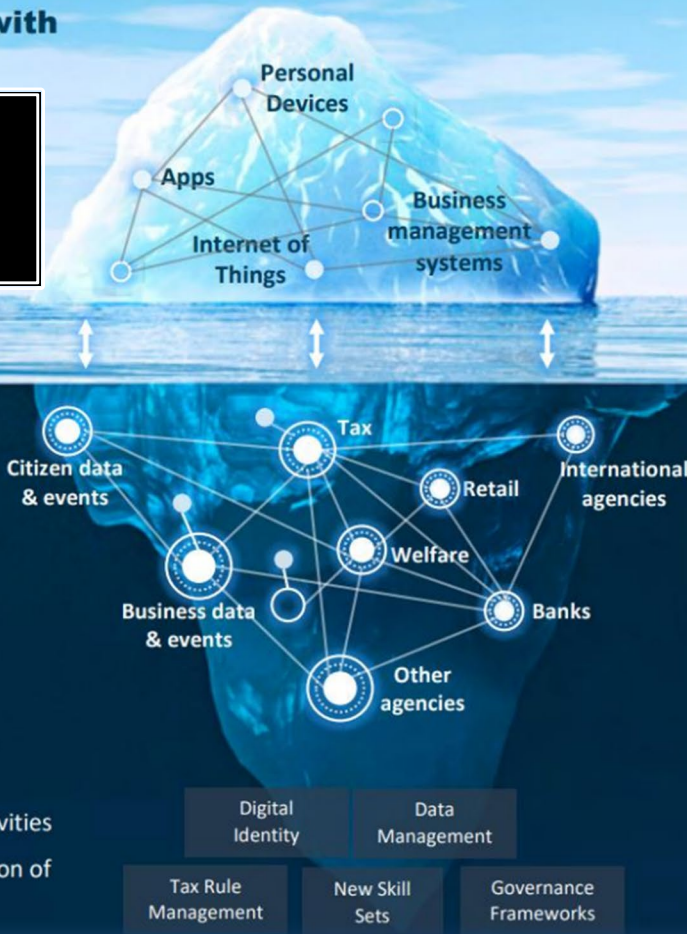 with
Personal
Devices
Apps
Business
management
systems
Internet of
Things
Tax
Citizen data
& events
International
agencies
Retail
Welfare
Business data
& events
Banks
Other
agencies
Digital
Identity
Data
Management
vities
on of
Tax Rule
Management
New Skill
Sets
Governance
Frameworks